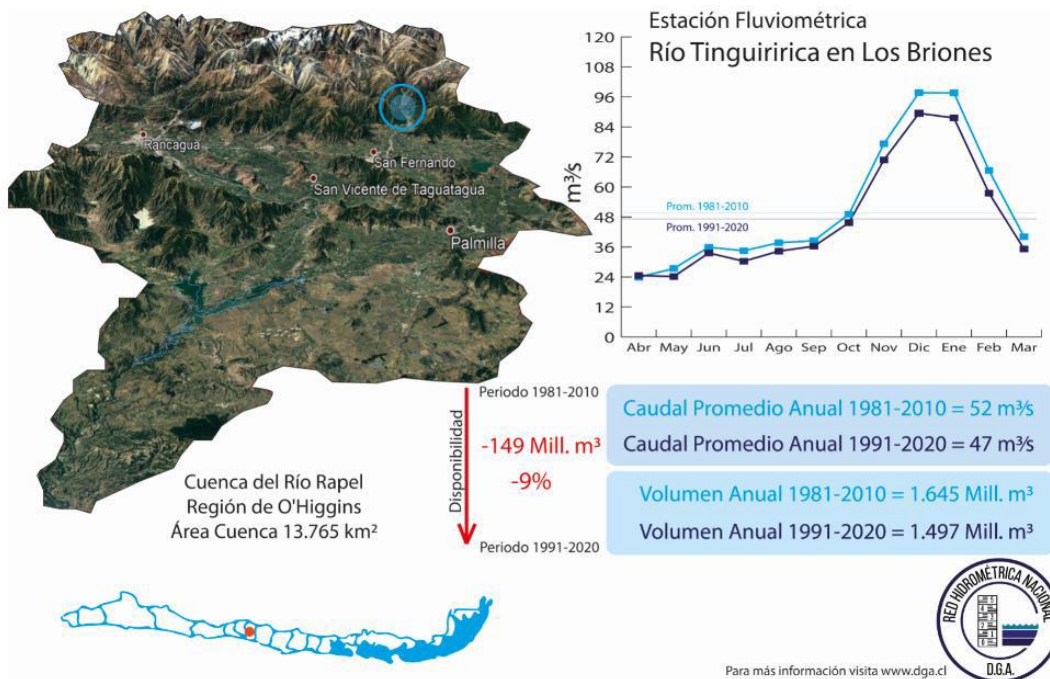 Estación Fluviométrica
Río Tinguiririca en Los Briones
Rancagua
San Fernando
San Vicente de Taguatagua
Palmilla
120
108
96
84
72
60
48
36
24
12
0
m³/s
Prom. 1981-2010
Prom. 1991-2020
Abr May Jun Jul Ago Sep Oct Nov Dic Ene Feb Mar
Cuenca del Río Rapel
Región de O'Higgins
Área Cuenca 13.765 km²
Periodo 1981-2010
Disponibilidad
-149 Mill. m³
-9%
Periodo 1991-2020
Caudal Promedio Anual 1981-2010 = 52 m³/s
Caudal Promedio Anual 1991-2020 = 47 m³/s
Volumen Anual 1981-2010 = 1.645 Mill. m³
Volumen Anual 1991-2020 = 1.497 Mill. m³
RED HIDROMÉTRICA NACIONAL
D.G.A.
Para más información visita www.dga.cl